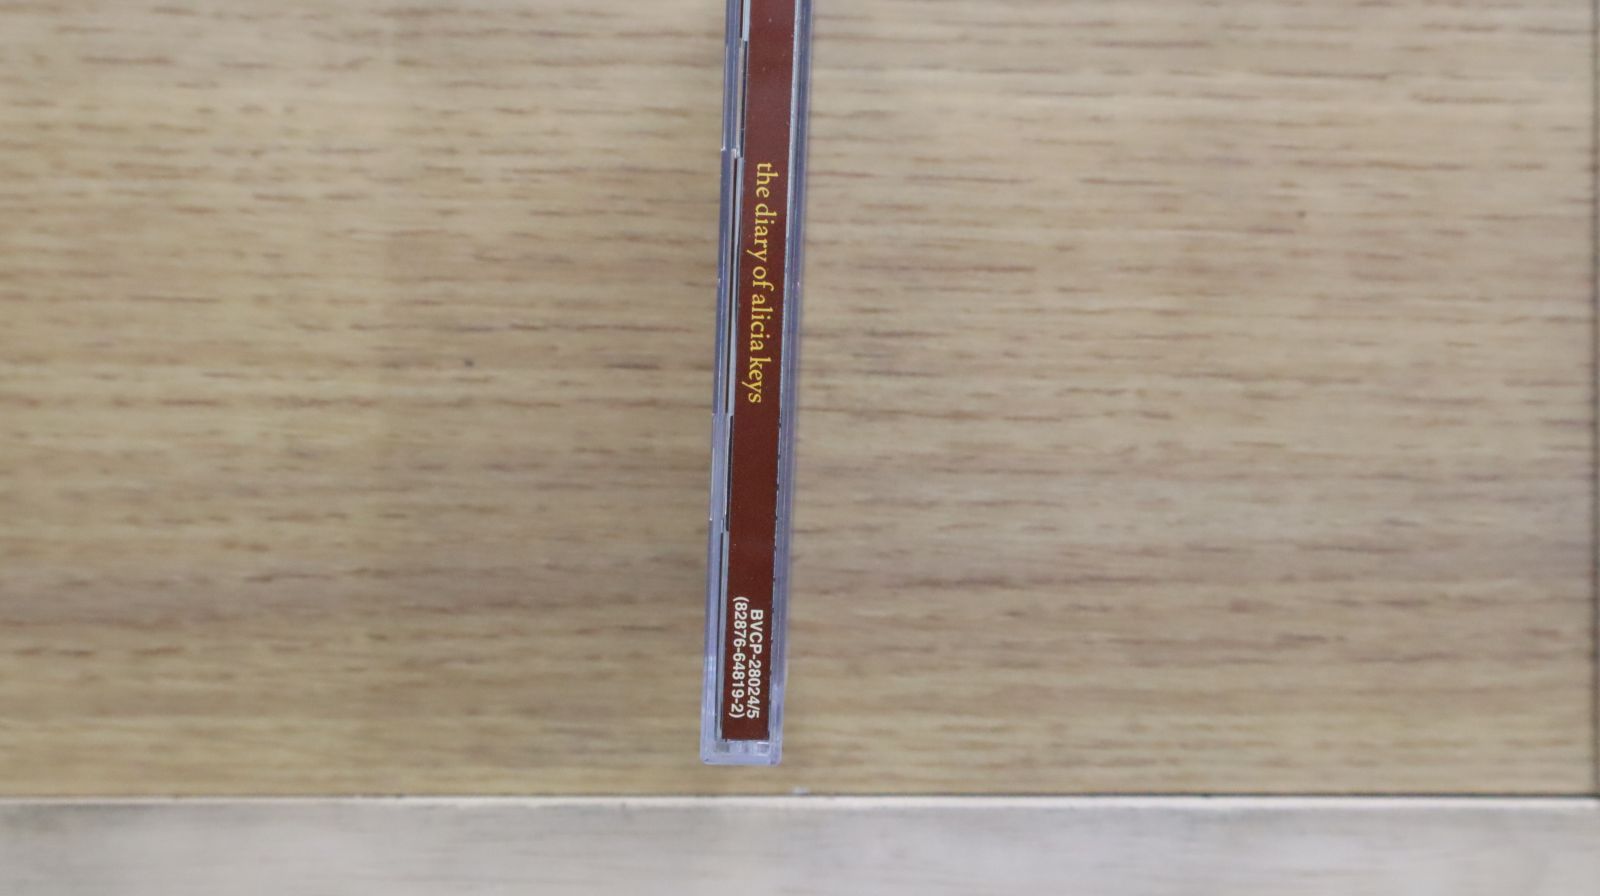 the diary of alicia keys
BVCP-28024/5
(82876-64819-2)